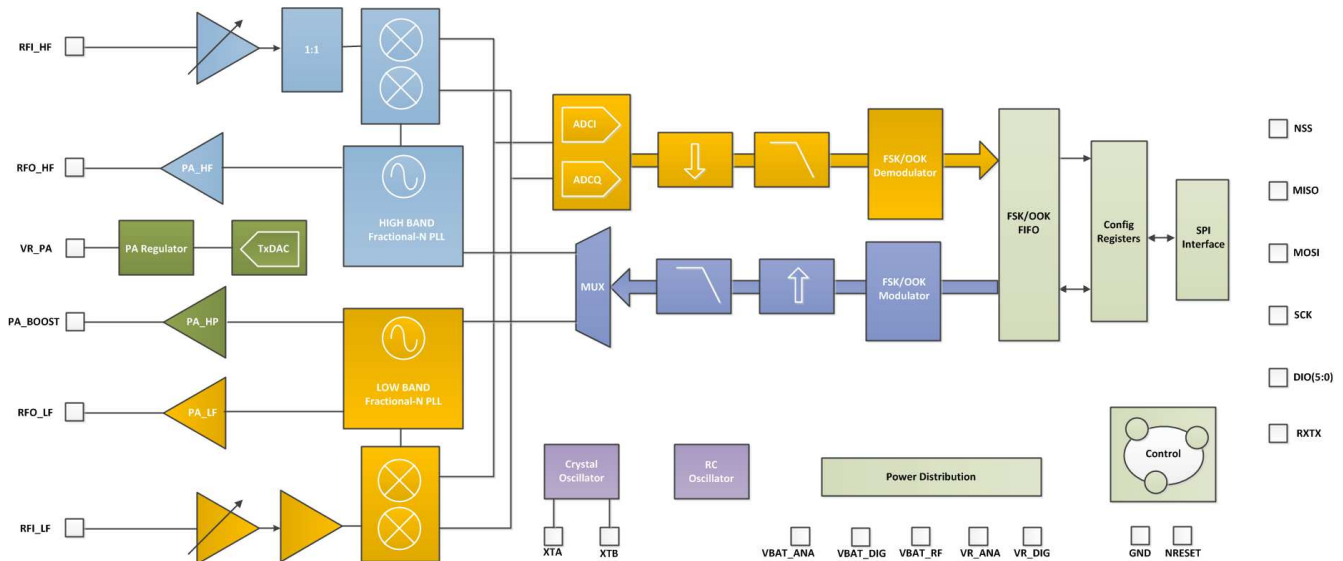 RFI_HF
1:1
RFO_HF
PA_HF
HIGH BAND
Fractional-N PLL
VR_PA
PA Regulator
TxDAC
PA_BOOST
PA_HP
LOW BAND
Fractional-N PLL
RFO_LF
PA_LF
RFI_LF
ADCI
ADCQ
FSK/OOK
Demodulator
MUX
FSK/OOK
Modulator
FSK/OOK
FIFO
Config
Registers
SPI
Interface
NSS
MISO
MOSI
SCK
DIO(5:0)
RXTX
Crystal
Oscillator
XTA
XTB
RC
Oscillator
Power Distribution
VBAT_ANA
VBAT_DIG
VBAT_RF
VR_ANA
VR_DIG
Control
GND
NRESET